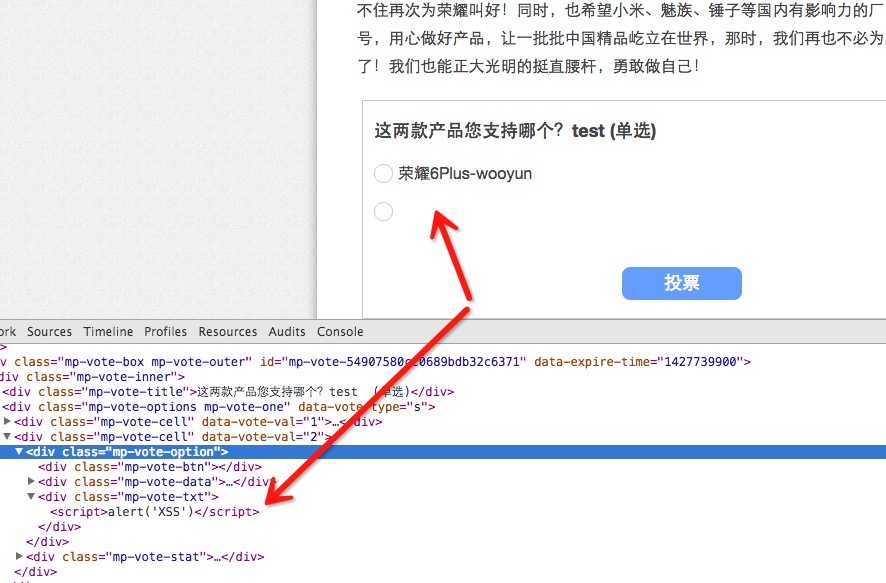 不住再次为荣耀叫好！同时，也希望小米、魅族、锤子等国内有影响力的厂
号，用心做好产品，让一批批中国精品屹立在世界，那时，我们再也不必为
了！我们也能正大光明的挺直腰杆，勇敢做自己！
这两款产品您支持哪个？test (单选)
荣耀6Plus-wooyun
投票
ork Sources Timeline Profiles Resources Audits Console
>
v class="mp-vote-box mp-vote-outer" id="mp-vote-54907580c20689bdb32c6371" data-expire-time="1427739900">
div class="mp-vote-inner">
<div class="mp-vote-title">这两款产品您支持哪个？test (单选)</div>
<div class="mp-vote-options mp-vote-one" data-vote-type="s">
▶<div class="mp-vote-cell" data-vote-val="1">…</div>
▼<div class="mp-vote-cell" data-vote-val="2">
▼<div class="mp-vote-option">
<div class="mp-vote-btn"></div>
▶<div class="mp-vote-data">…</div>
▼<div class="mp-vote-txt">
<script>alert('XSS')</script>
</div>
</div>
▶<div class="mp-vote-stat">…</div>
</div>